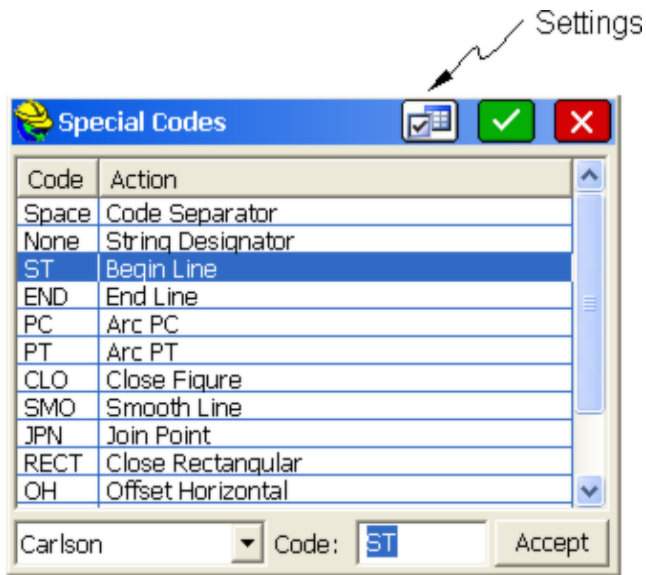 Settings
Special Codes
Code Action
Space Code Separator
None String Designator
ST Begin Line
END End Line
PC Arc PC
PT Arc PT
CLO Close Figure
SMO Smooth Line
JPN Join Point
RECT Close Rectangular
OH Offset Horizontal
Carlson Code: ST Accept